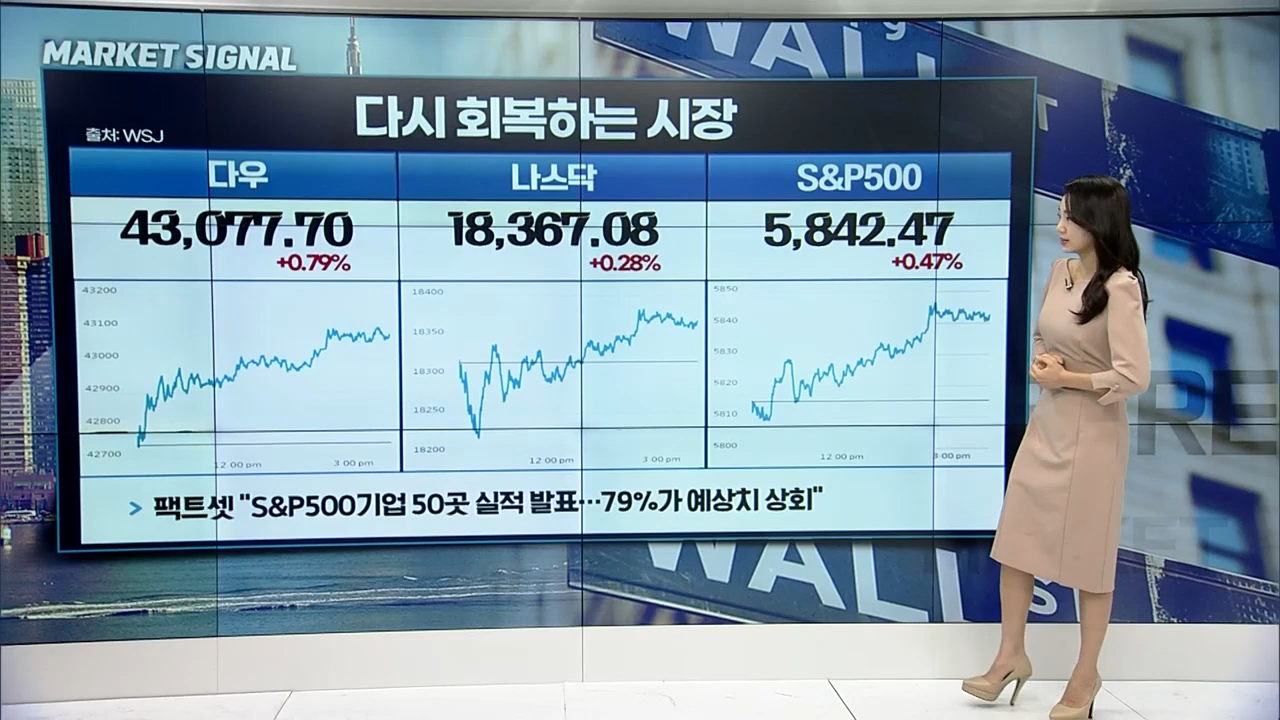 MARKET SIGNAL
다시 회복하는 시장
출처: WSJ
다우
나스닥
S&P500
43,077.70
18,367.08
5,842.47
+0.79%
+0.28%
+0.47%
43200
43100
43000
42900
42800
42700
12:00 pm
3:00 pm
18400
18350
18300
18250
18200
12:00 pm
3:00 pm
5850
5840
5830
5820
5810
5800
12:00 pm
3:00 pm
> 팩트셋 "S&P500기업 50곳 실적 발표…79%가 예상치 상회"
WALL
WALL